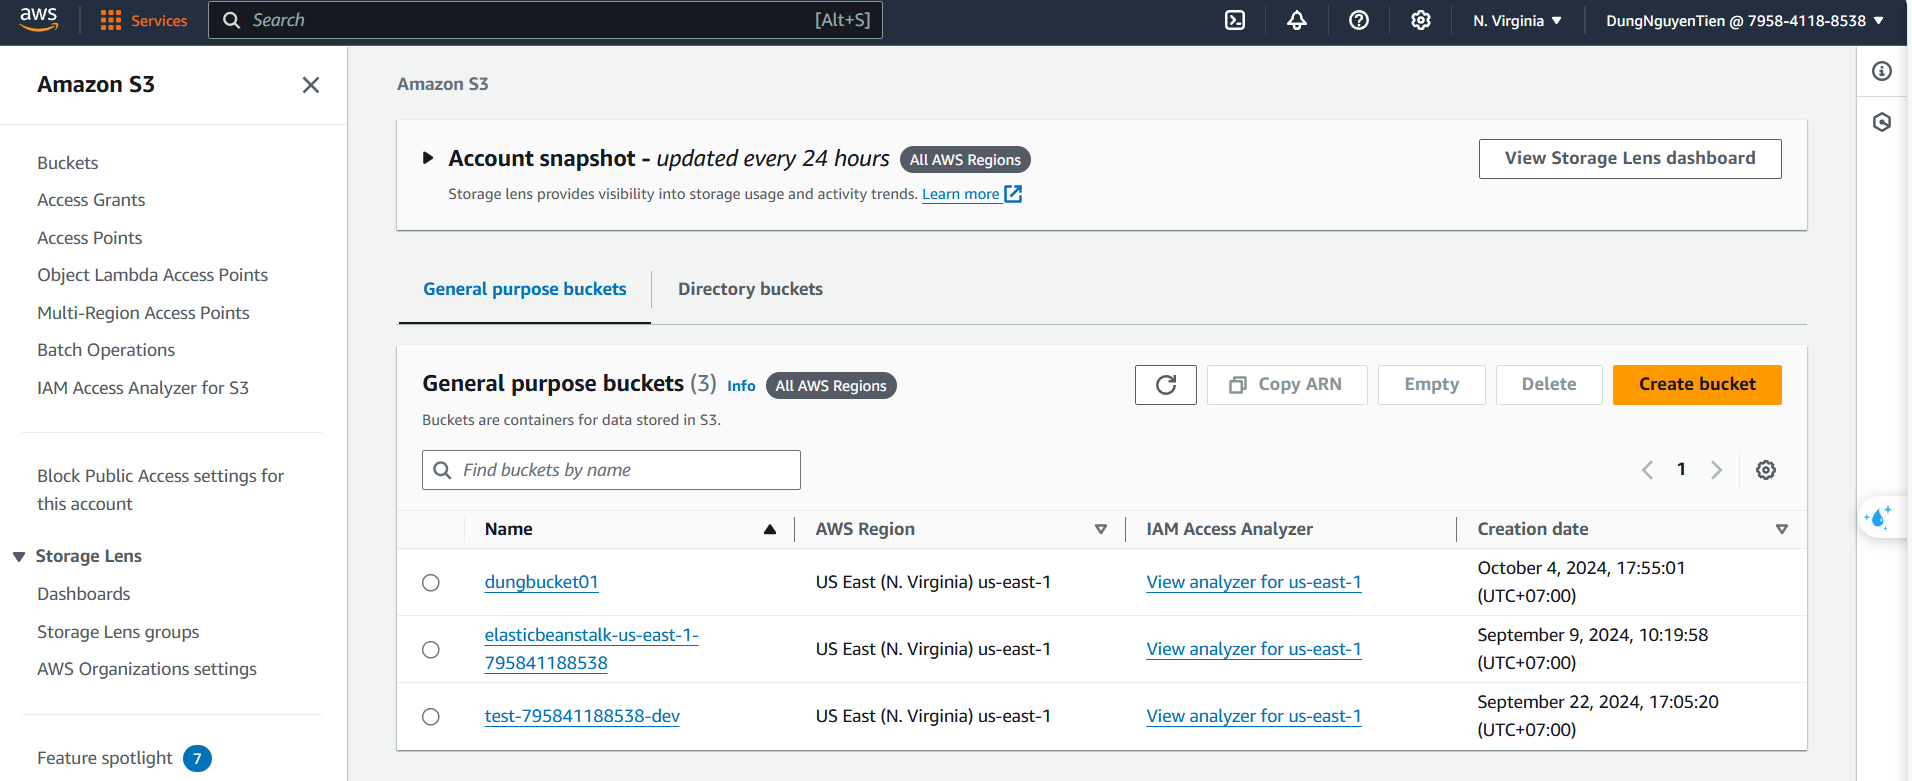 aws
Services
Search
[Alt+S]
N. Virginia
DungNguyenTien @ 7958-4118-8538
Amazon S3
Buckets
Access Grants
Access Points
Object Lambda Access Points
Multi-Region Access Points
Batch Operations
IAM Access Analyzer for S3
Block Public Access settings for
this account
Storage Lens
Dashboards
Storage Lens groups
AWS Organizations settings
Feature spotlight 7
Amazon S3
Account snapshot - updated every 24 hours All AWS Regions
Storage lens provides visibility into storage usage and activity trends. Learn more
View Storage Lens dashboard
General purpose buckets
Directory buckets
General purpose buckets (3) Info All AWS Regions
Buckets are containers for data stored in S3.
Copy ARN
Empty
Delete
Create bucket
Find buckets by name
1
Name
AWS Region
IAM Access Analyzer
Creation date
dungbucket01
US East (N. Virginia) us-east-1
View analyzer for us-east-1
October 4, 2024, 17:55:01
(UTC+07:00)
elasticbeanstalk-us-east-1-
795841188538
US East (N. Virginia) us-east-1
View analyzer for us-east-1
September 9, 2024, 10:19:58
(UTC+07:00)
test-795841188538-dev
US East (N. Virginia) us-east-1
View analyzer for us-east-1
September 22, 2024, 17:05:20
(UTC+07:00)